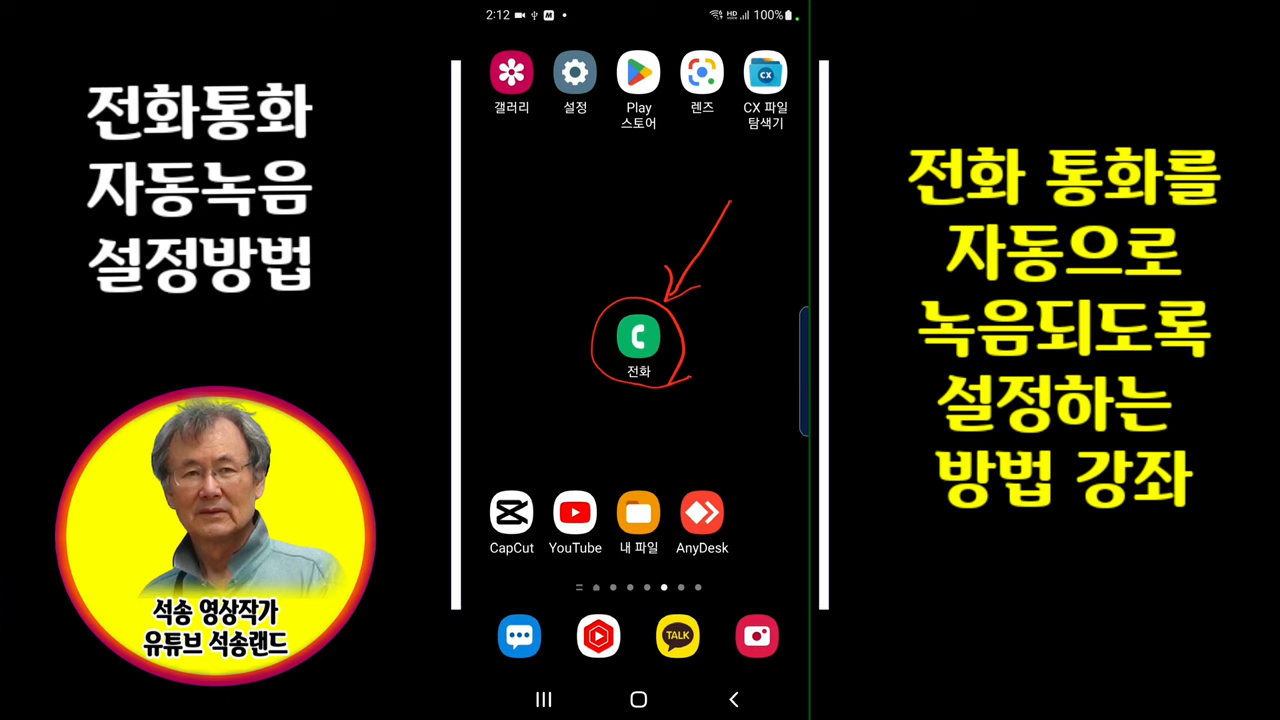 전화통화
자동녹음
설정방법
석송 영상작가
유튜브 석송랜드
2:12
HD
100%
갤러리
설정
Play
스토어
렌즈
CX
CX 파일
탐색기
전화
CapCut
YouTube
내 파일
AnyDesk
TALK
전화 통화를
자동으로
녹음되도록
설정하는
방법 강좌